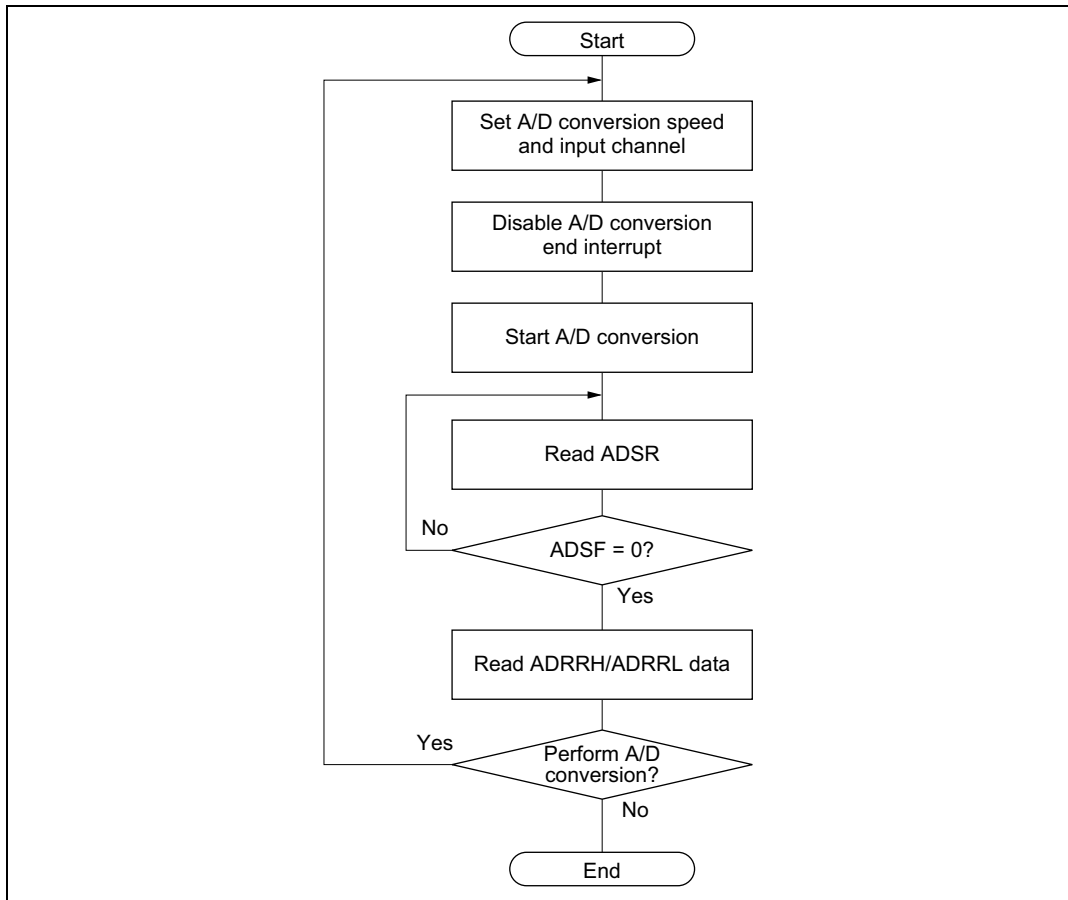 Start
Set A/D conversion speed
and input channel
Disable A/D conversion
end interrupt
Start A/D conversion
Read ADSR
No
ADSF = 0?
Yes
Read ADRRH/ADRRL data
Yes
Perform A/D
conversion?
No
End